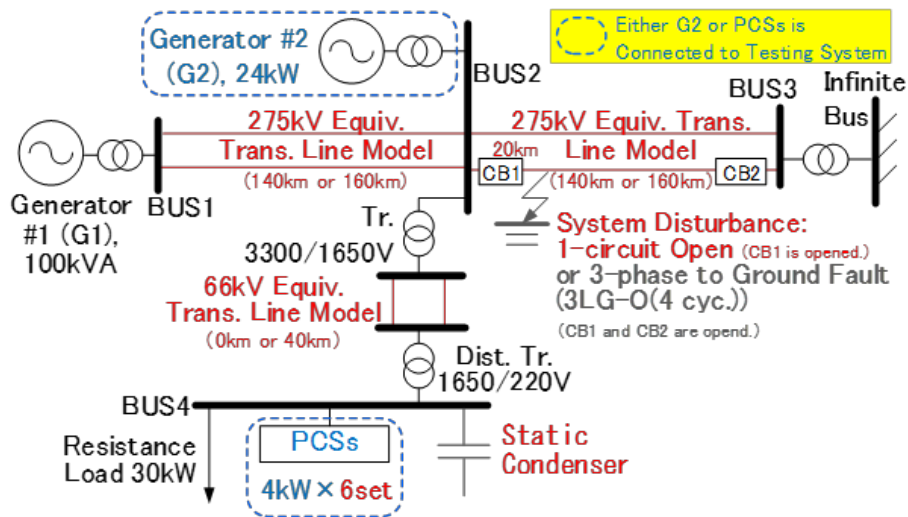 Generator #2
(G2), 24kW
Either G2 or PCSs is
Connected to Testing System
BUS2
BUS3
Infinite
Bus
275kV Equiv.
Trans. Line Model
(140km or 160km)
275kV Equiv. Trans.
20km
Line Model
CB1
(140km or 160km)
CB2
BUS1
Generator
#1 (G1),
100kVA
Tr.
3300/1650V
System Disturbance:
1-circuit Open (CB1 is opened.)
or 3-phase to Ground Fault
(3LG-O(4 cyc.))
(CB1 and CB2 are opend.)
66kV Equiv.
Trans. Line Model
(0km or 40km)
Dist. Tr.
1650/220V
BUS4
Resistance
Load 30kW
PCSs
4kW × 6set
Static
Condenser